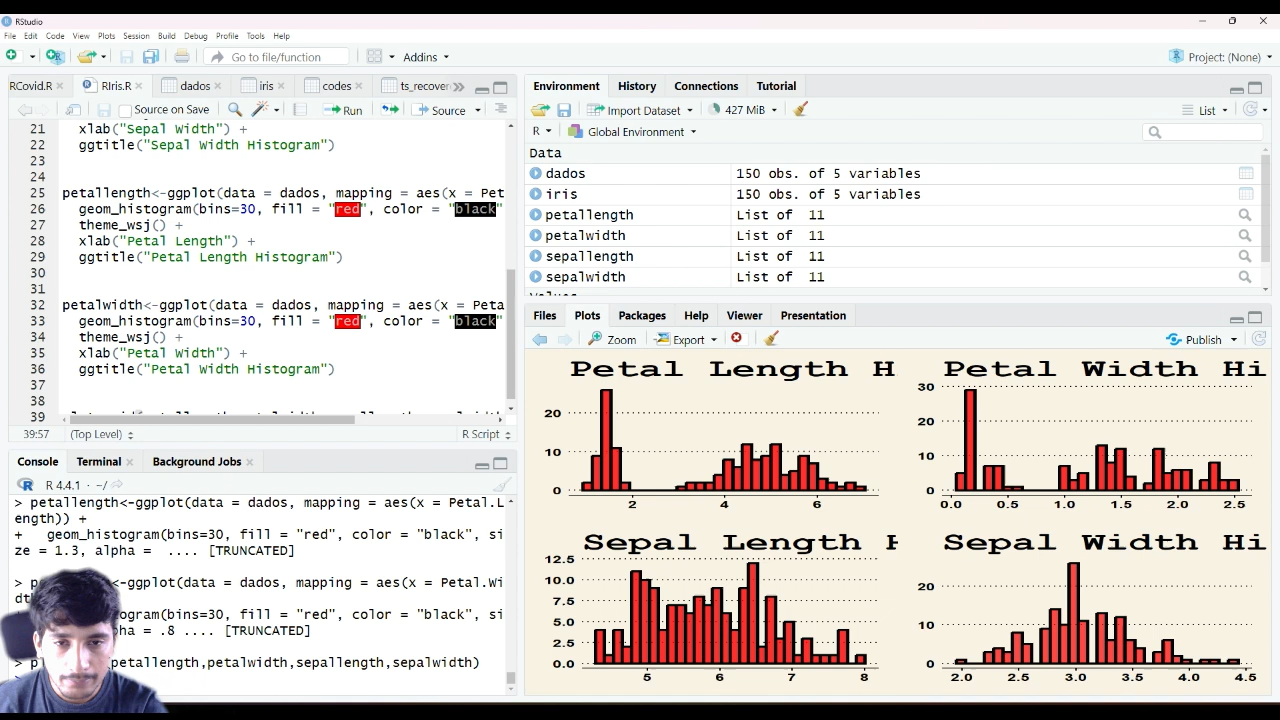 RStudio
File Edit Code View Plots Session Build Debug Profile Tools Help
Go to file/function Addins Project: (None)
RCovid.R RIris.R dados iris codes ts_recover
Source on Save Run Source
21 xlab("Sepal Width") +
22 ggtitle("Sepal Width Histogram")
23
24
25 petallength<-ggplot(data = dados, mapping = aes(x = Pet
26 geom_histogram(bins=30, fill = "red", color = "black"
27 theme_wsj() +
28 xlab("Petal Length") +
29 ggtitle("Petal Length Histogram")
30
31
32 petalwidth<-ggplot(data = dados, mapping = aes(x = Peta
33 geom_histogram(bins=30, fill = "red", color = "black"
34 theme_wsj() +
35 xlab("Petal Width") +
36 ggtitle("Petal Width Histogram")
37
38
39
39:57 (Top Level) R Script
Console Terminal Background Jobs
R 4.4.1 · ~/
> petallength<-ggplot(data = dados, mapping = aes(x = Petal.L
ength)) +
+ geom_histogram(bins=30, fill = "red", color = "black", si
ze = 1.3, alpha = .... [TRUNCATED]
> p <-ggplot(data = dados, mapping = aes(x = Petal.Wi
dt
ogram(bins=30, fill = "red", color = "black", si
pha = .8 .... [TRUNCATED]
> p petallength,petalwidth,sepallength,sepalwidth)
Environment History Connections Tutorial
Import Dataset 427 MiB List
R Global Environment
Data
dados 150 obs. of 5 variables
iris 150 obs. of 5 variables
petallength List of 11
petalwidth List of 11
sepallength List of 11
sepalwidth List of 11
Values
Files Plots Packages Help Viewer Presentation
Zoom Export Publish
Petal Length H
20
10
0
2 4 6
Petal Width Hi
30
20
10
0
0.0 0.5 1.0 1.5 2.0 2.5
Sepal Length H
12.5
10.0
7.5
5.0
2.5
0.0
5 6 7 8
Sepal Width Hi
20
10
0
2.0 2.5 3.0 3.5 4.0 4.5